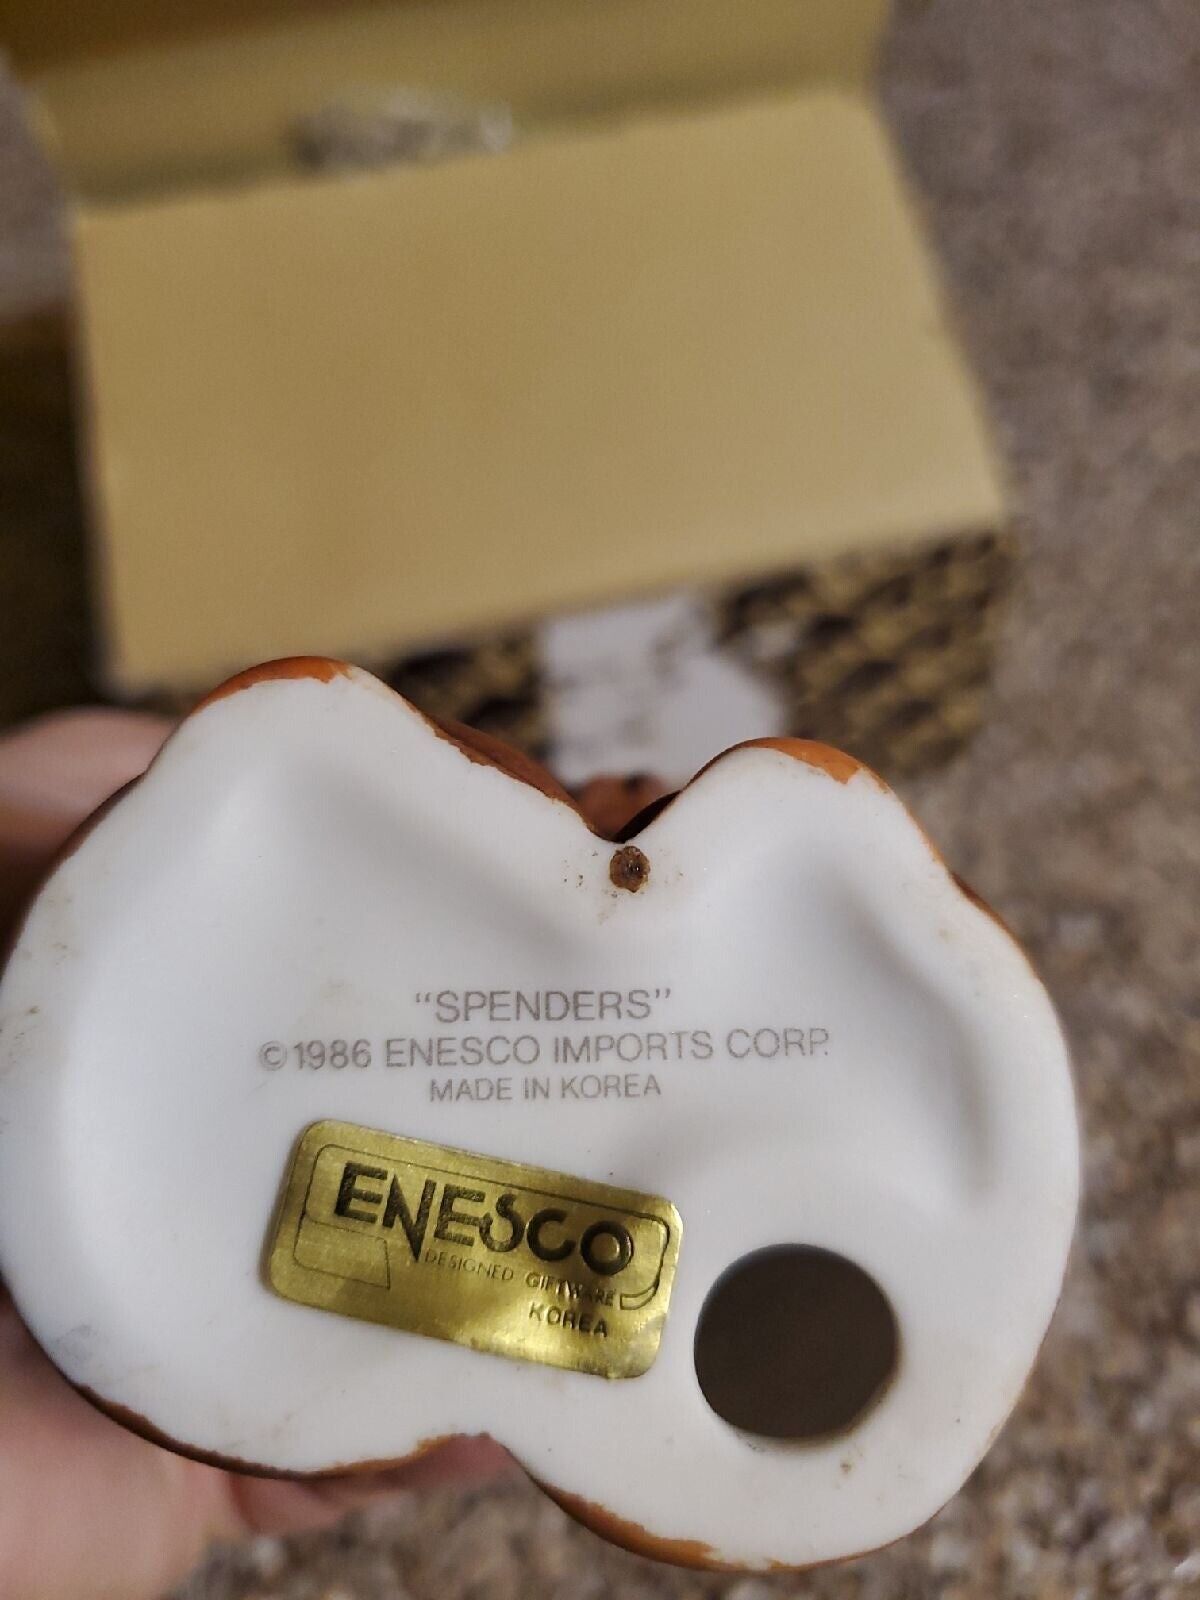 “SPENDERS”
©1986 ENESCO IMPORTS CORP.
MADE IN KOREA
ENESCO
DESIGNED GIFTWARE
KOREA